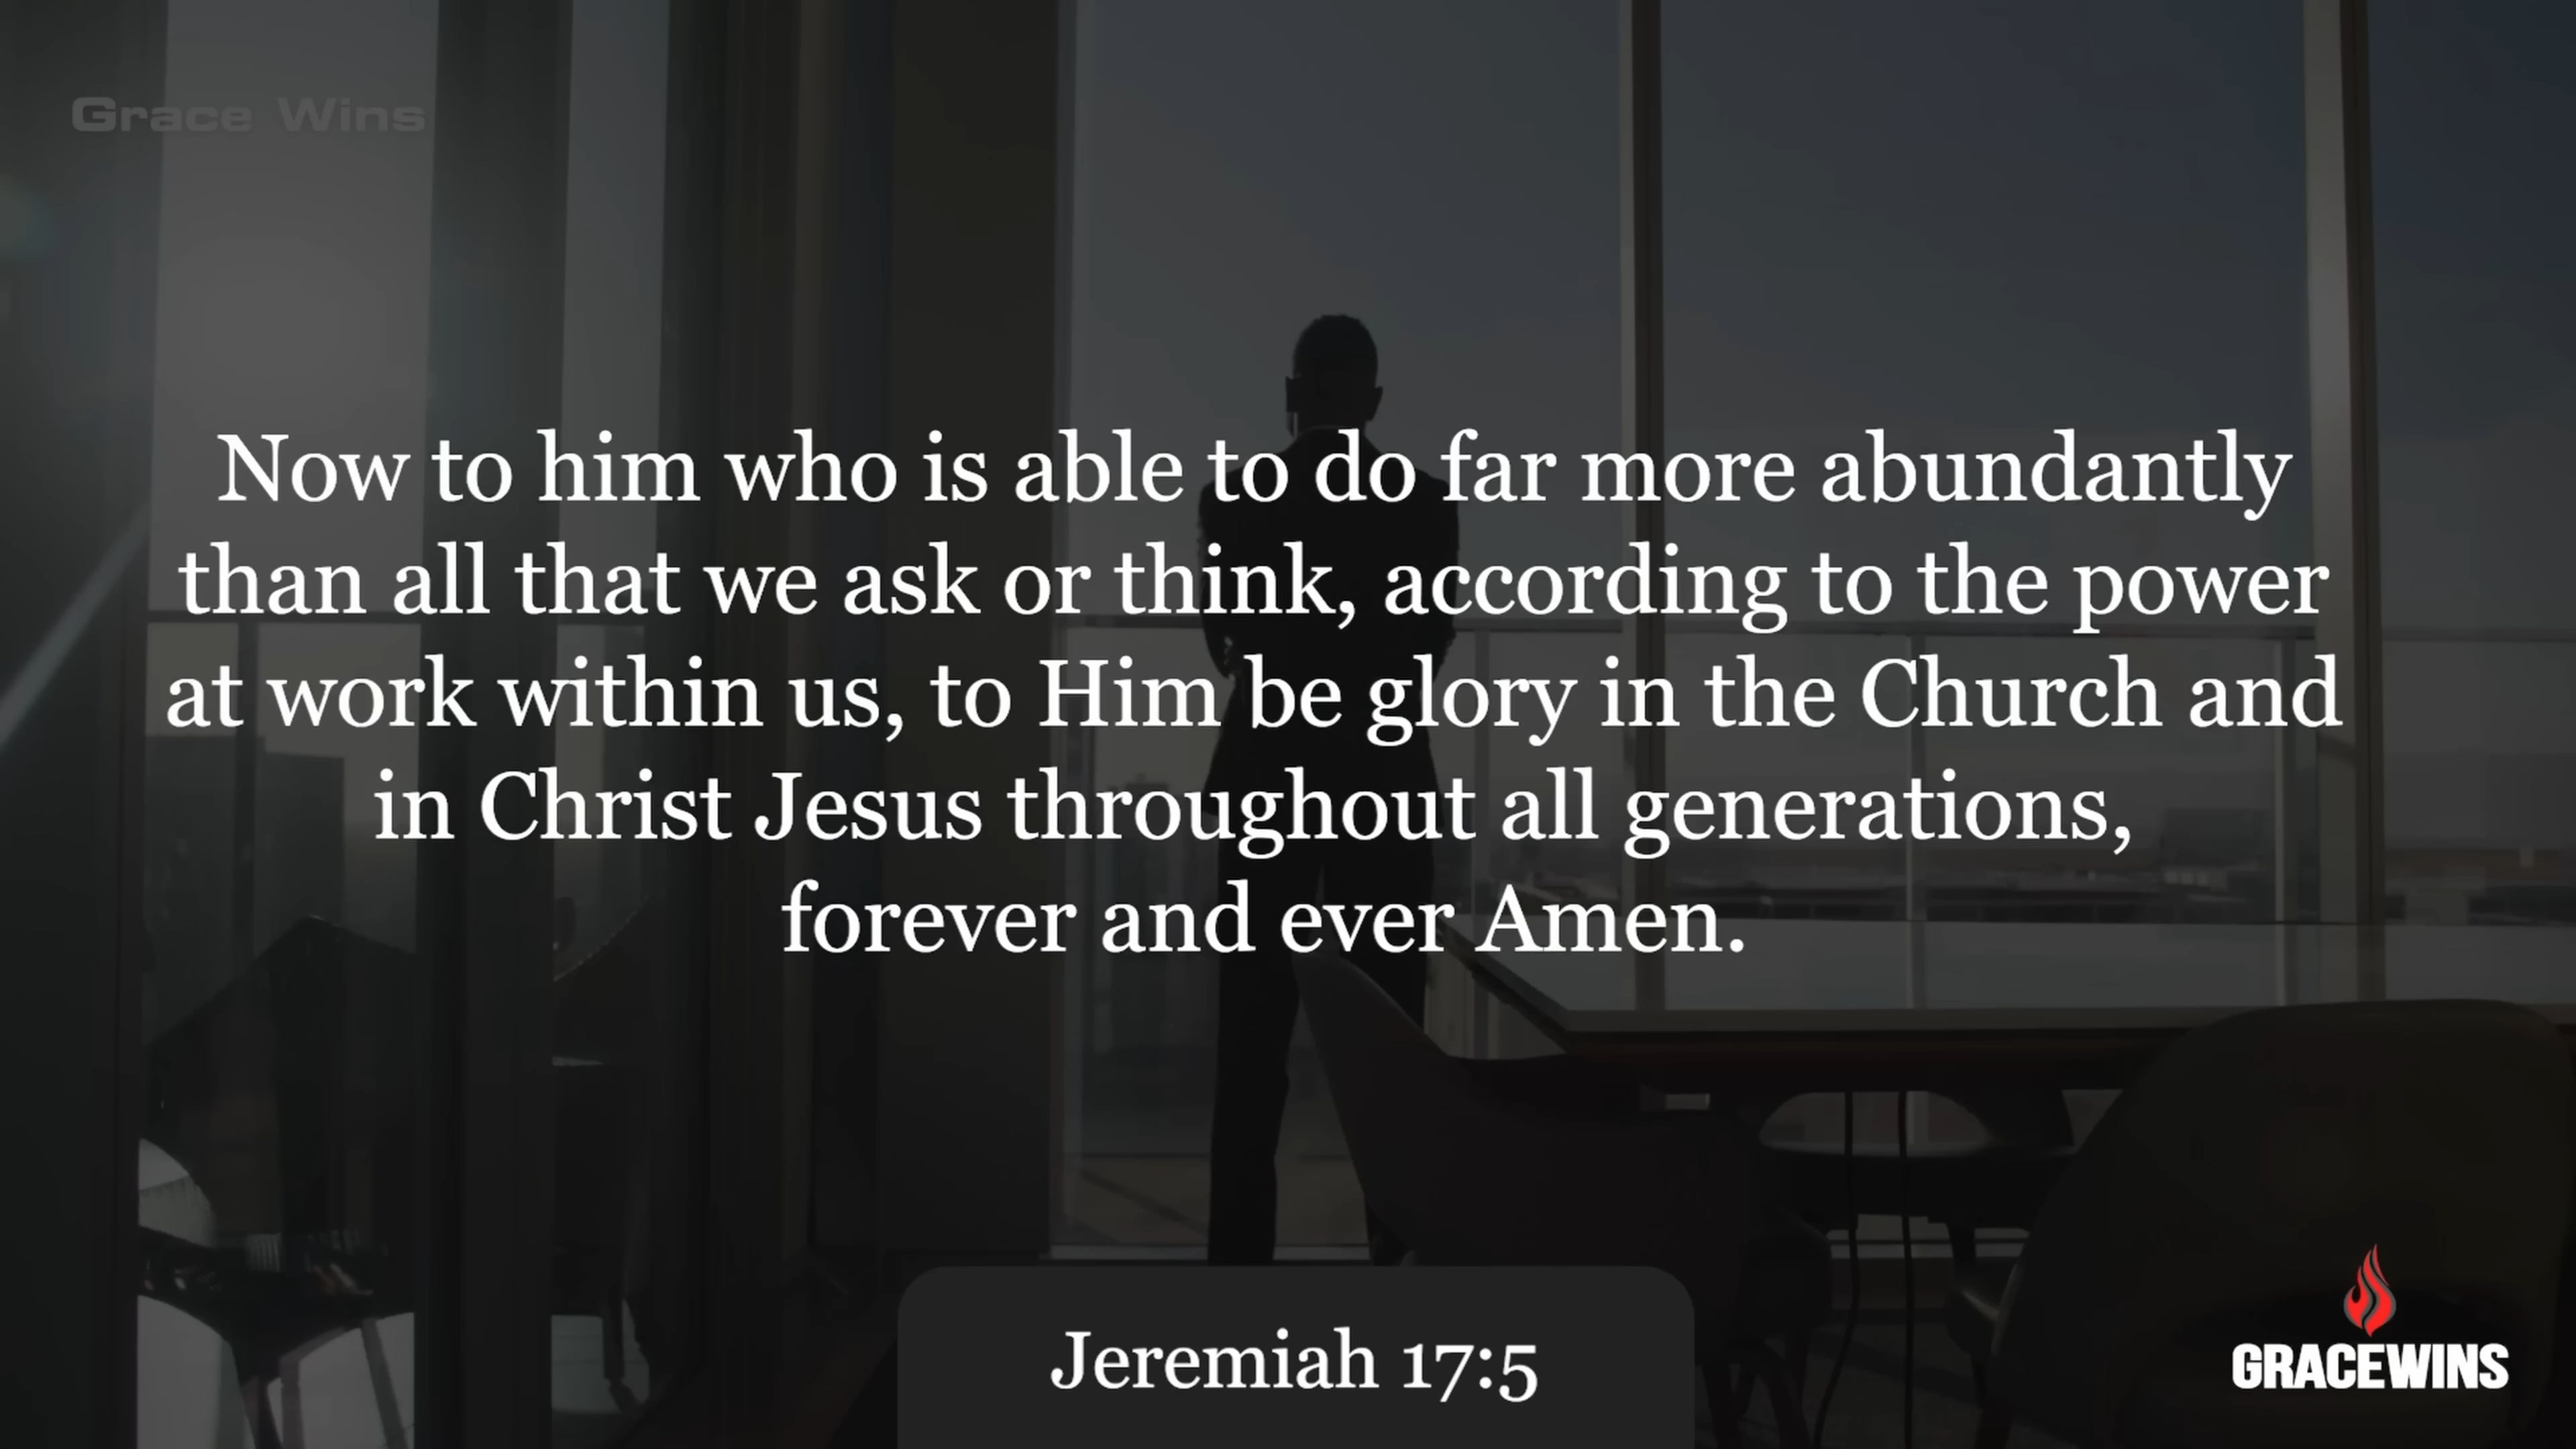 Grace Wins
Now to him who is able to do far more abundantly
than all that we ask or think, according to the power
at work within us, to Him be glory in the Church and
in Christ Jesus throughout all generations,
forever and ever Amen.
Jeremiah 17:5
GRACEWINS